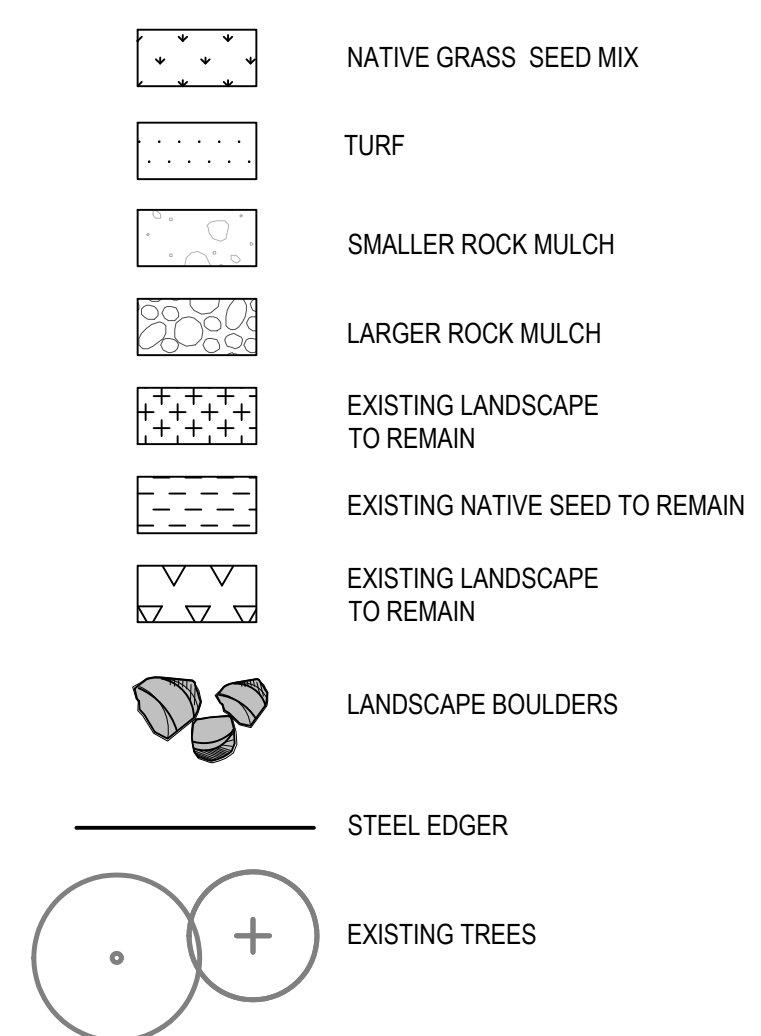 NATIVE GRASS  SEED MIX
TURF
SMALLER ROCK MULCH
LARGER ROCK MULCH
EXISTING LANDSCAPE
TO REMAIN
EXISTING NATIVE SEED TO REMAIN
EXISTING LANDSCAPE
TO REMAIN
LANDSCAPE BOULDERS
STEEL EDGER
EXISTING TREES